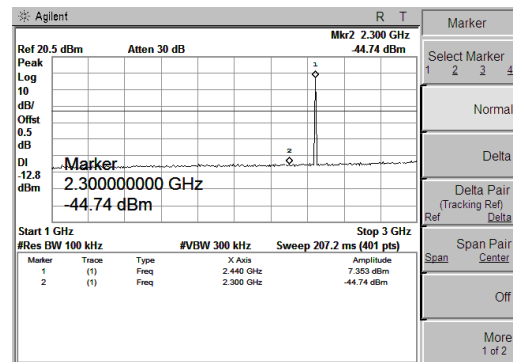 Agilent R T
Mkr2 2.300 GHz
Ref 20.5 dBm Atten 30 dB -44.74 dBm
Peak
Log
10
dB/
Offst
0.5
dB
DI
-12.8
dBm
1
2
Marker
2.300000000 GHz
-44.74 dBm
Start 1 GHz Stop 3 GHz
#Res BW 100 kHz #VBW 300 kHz Sweep 207.2 ms (401 pts)
Marker Trace Type X Axis Amplitude
1 (1) Freq 2.440 GHz 7.353 dBm
2 (1) Freq 2.300 GHz -44.74 dBm
Marker
Select Marker
1 2 3 4
Normal
Delta
Delta Pair
(Tracking Ref)
Ref Delta
Span Pair
Span Center
Off
More
1 of 2